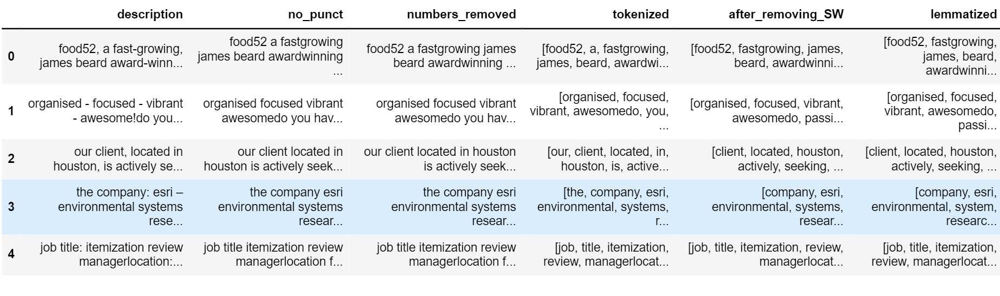 description no_punct numbers_removed tokenized after_removing_SW lemmatized
0
food52, a fast-growing,
james beard award-winn...
food52 a fastgrowing
james beard awardwinning
...
food52 a fastgrowing james
beard awardwinning ...
[food52, a, fastgrowing,
james, beard, awardwi...
[food52, fastgrowing, james,
beard, awardwinni...
[food52, fastgrowing,
james, beard,
awardwinni...
1
organised - focused - vibrant
- awesome!do you...
organised focused vibrant
awesomedo you hav...
organised focused vibrant
awesomedo you hav...
[organised, focused,
vibrant, awesomedo, you,
...
[organised, focused, vibrant,
awesomedo, passi...
[organised, focused,
vibrant, awesomedo,
passi...
2
our client, located in
houston, is actively se...
our client located in
houston is actively seek...
our client located in houston
is actively seek...
[our, client, located, in,
houston, is, active...
[client, located, houston,
actively, seeking, ...
[client, located, houston,
actively, seeking, ...
3
the company: esri –
environmental systems
rese...
the company esri
environmental systems
resear...
the company esri
environmental systems
resear...
[the, company, esri,
environmental, systems,
r...
[company, esri,
environmental, systems,
resear...
[company, esri,
environmental, system,
researc...
4
job title: itemization review
managerlocation:...
job title itemization review
managerlocation f...
job title itemization review
managerlocation f...
[job, title, itemization,
review, managerlocat...
[job, title, itemization, review,
managerlocat...
[job, title, itemization,
review, managerlocat...